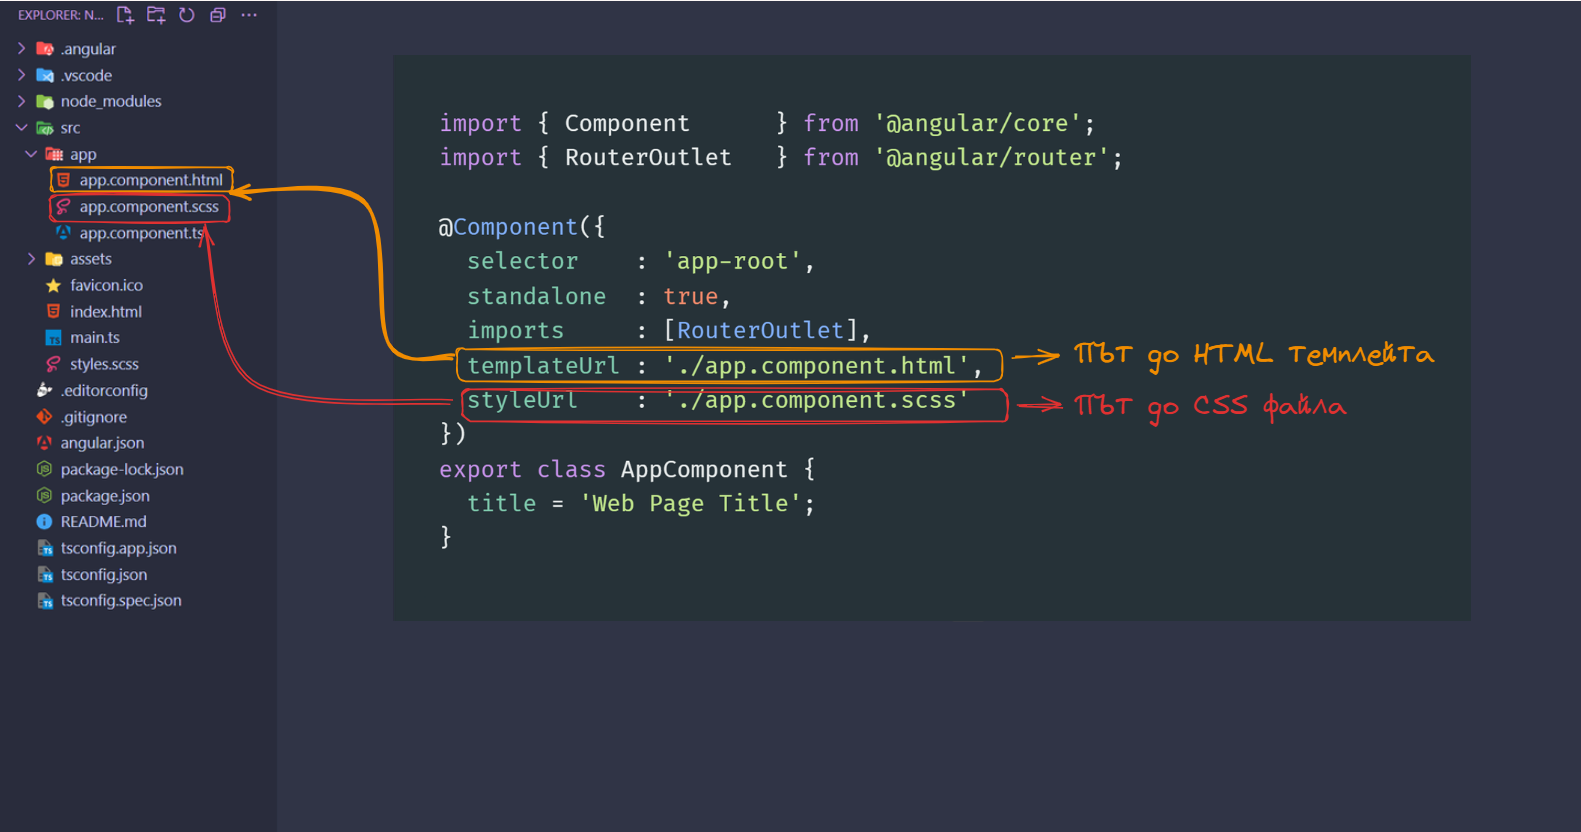 EXPLORER: N...
.angular
.vscode
node_modules
src
app
app.component.html
app.component.scss
app.component.ts
assets
favicon.ico
index.html
main.ts
styles.scss
.editorconfig
.gitignore
angular.json
package-lock.json
package.json
README.md
tsconfig.app.json
tsconfig.json
tsconfig.spec.json
import { Component } from '@angular/core';
import { RouterOutlet } from '@angular/router';
@Component({
selector : 'app-root',
standalone : true,
imports : [RouterOutlet],
templateUrl : './app.component.html',
styleUrl : './app.component.scss'
})
export class AppComponent {
title = 'Web Page Title';
}
Път до HTML темплейта
Път до CSS файла